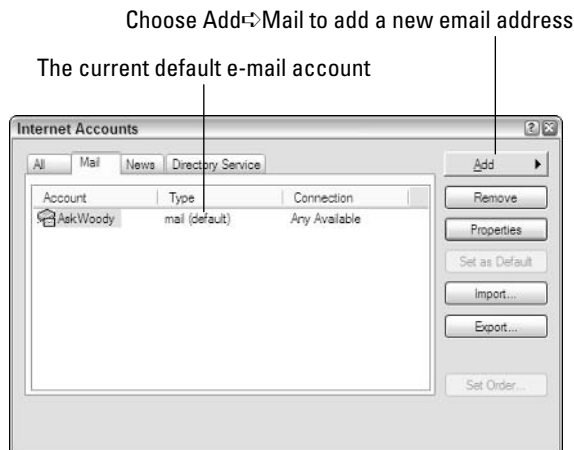 Choose Add➪Mail to add a new email address
The current default e-mail account
Internet Accounts
All Mail News Directory Service
Add
Account Type Connection
Remove
AskWoody mail (default) Any Available
Properties
Set as Default
Import...
Export...
Set Order...